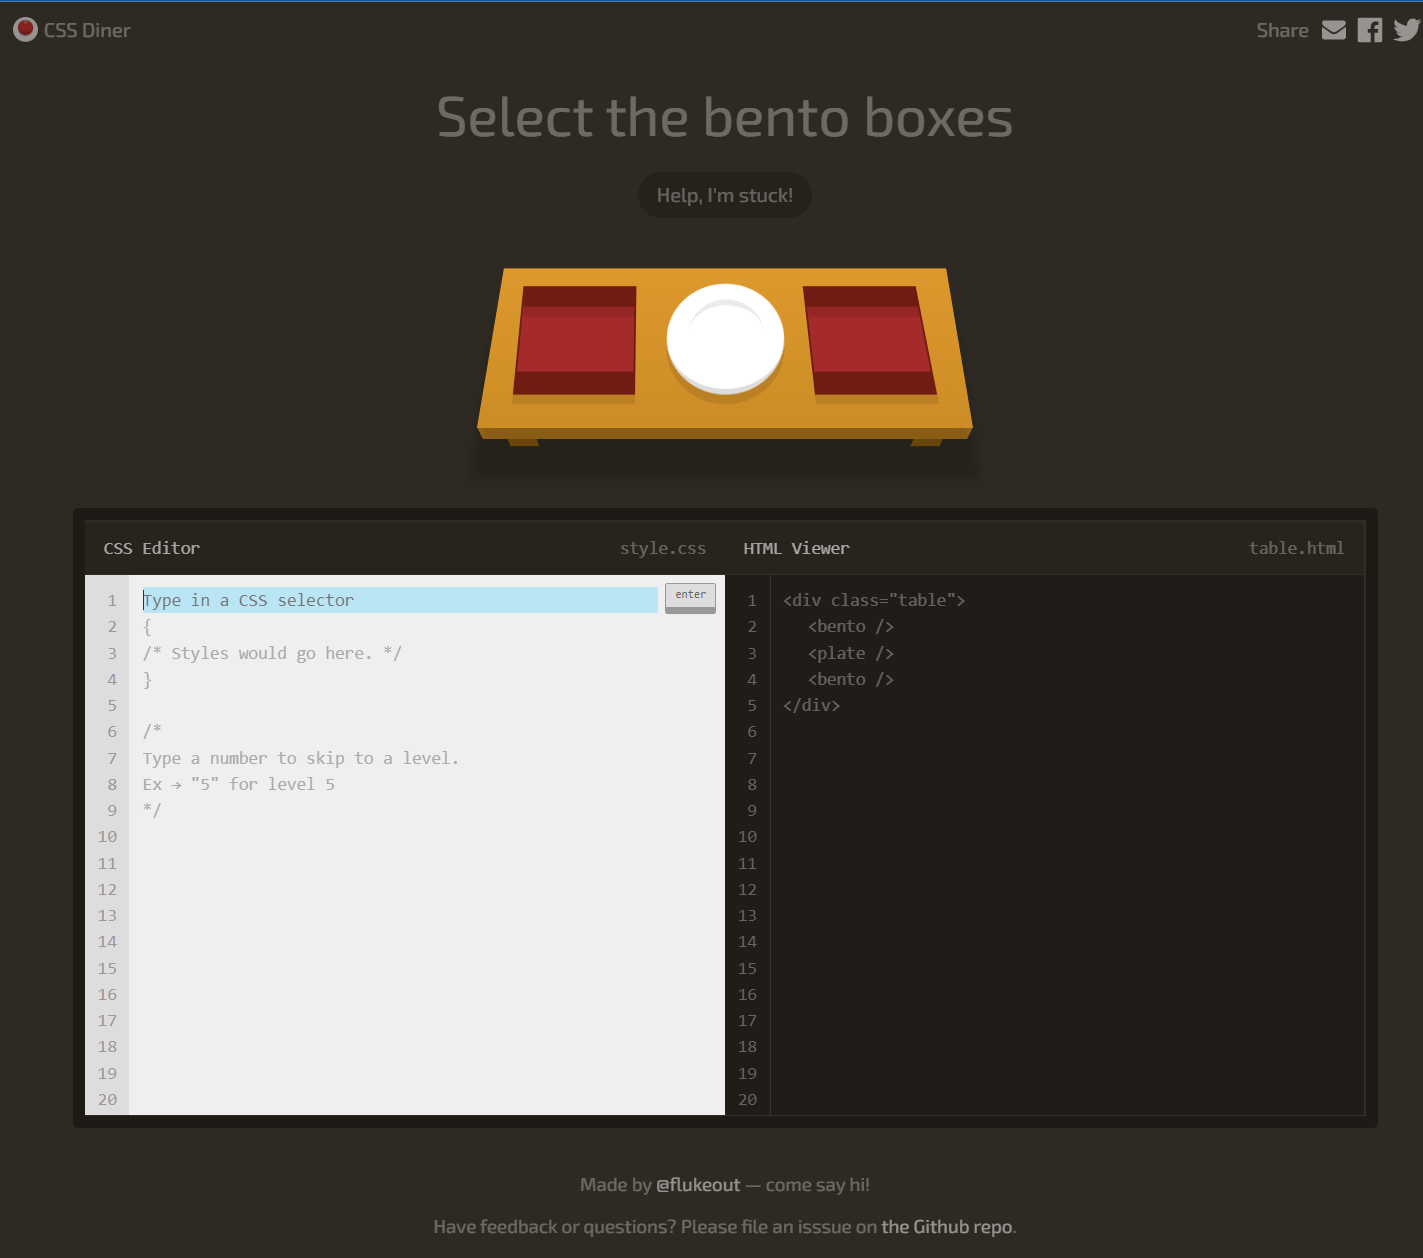 CSS Diner
Share
Select the bento boxes
Help, I'm stuck!
CSS Editor
style.css
1 Type in a CSS selector
enter
2 {
3 /* Styles would go here. */
4 }
5
6 /*
7 Type a number to skip to a level.
8 Ex → "5" for level 5
9 */
10
11
12
13
14
15
16
17
18
19
20
HTML Viewer
table.html
1 <div class="table">
2 <bento />
3 <plate />
4 <bento />
5 </div>
6
7
8
9
10
11
12
13
14
15
16
17
18
19
20
Made by @flukeout — come say hi!
Have feedback or questions? Please file an isssue on the Github repo.